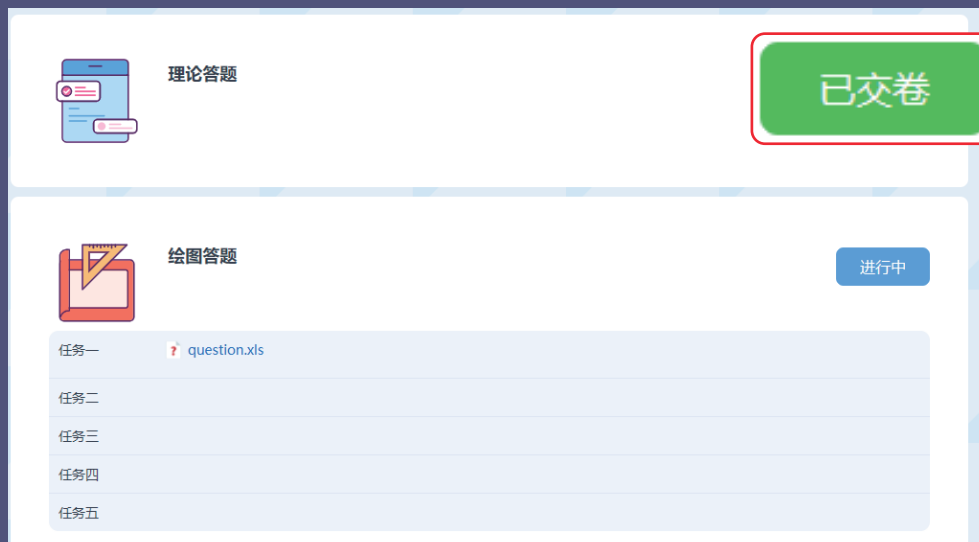 理论答题
已交卷
绘图答题
进行中
任务一 question.xls
任务二
任务三
任务四
任务五